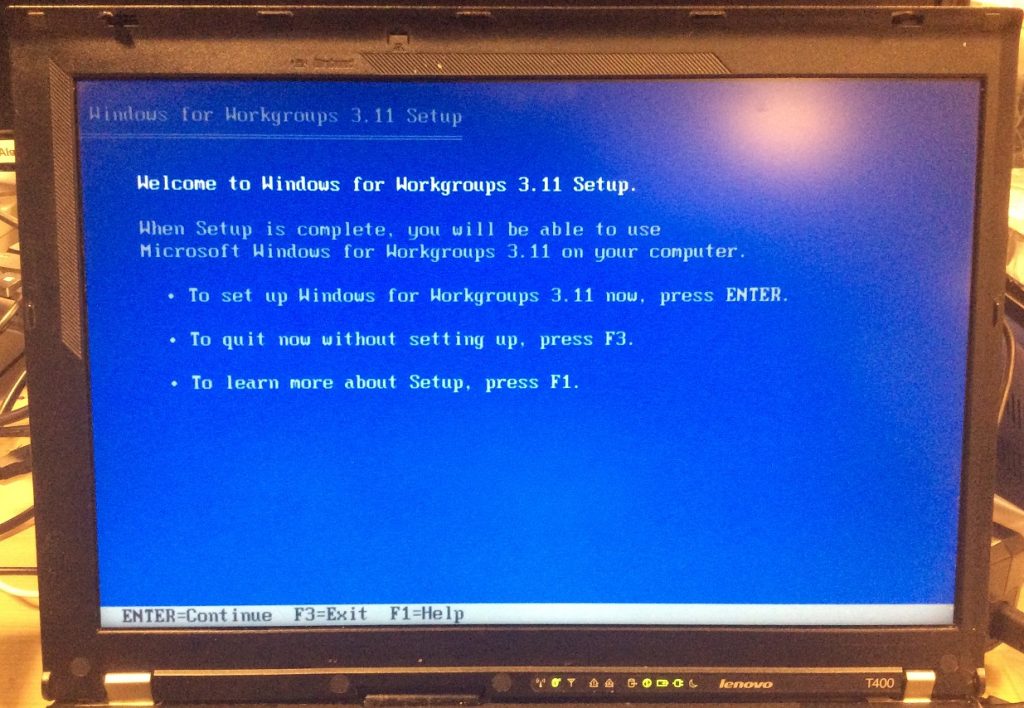 Windows for Workgroups 3.11 Setup
Welcome to Windows for Workgroups 3.11 Setup.
When Setup is complete, you will be able to use
Microsoft Windows for Workgroups 3.11 on your computer.
• To set up Windows for Workgroups 3.11 now, press ENTER.
• To quit now without setting up, press F3.
• To learn more about Setup, press F1.
ENTER=Continue F3=Exit F1=Help
lenovo T400